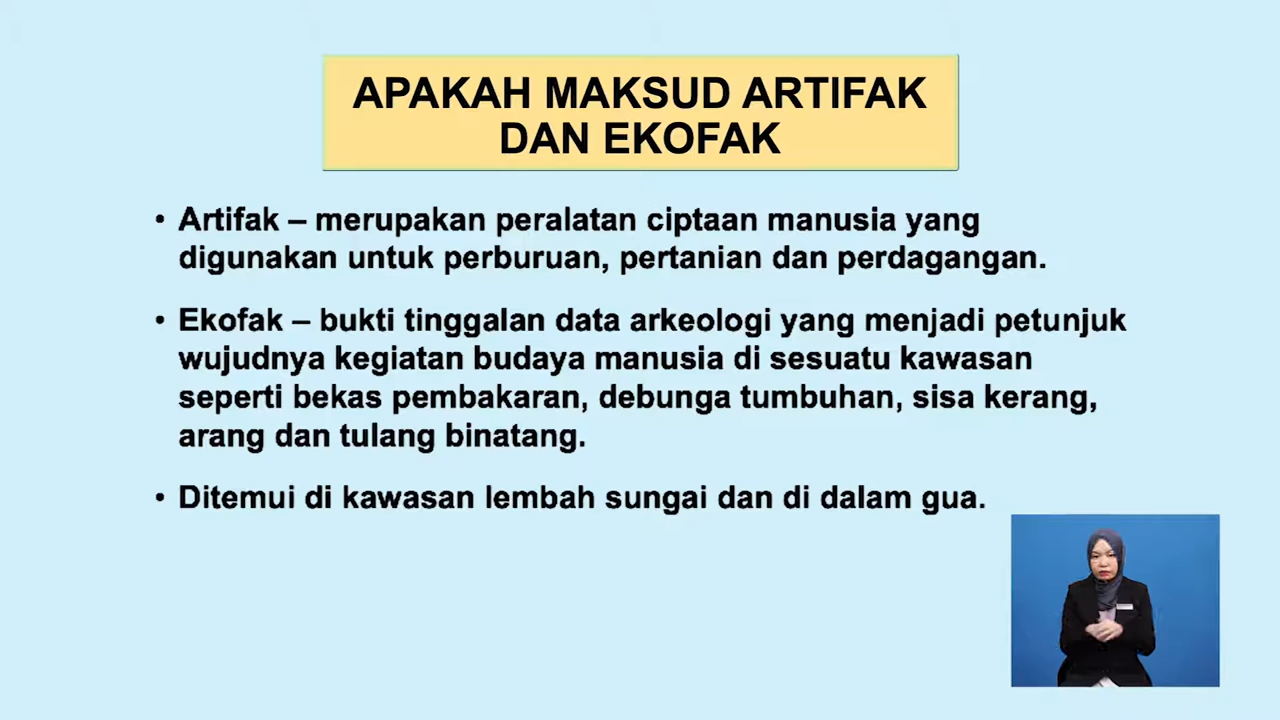 APAKAH MAKSUD ARTIFAK
DAN EKOFAK
• Artifak – merupakan peralatan ciptaan manusia yang
digunakan untuk perburuan, pertanian dan perdagangan.
• Ekofak – bukti tinggalan data arkeologi yang menjadi petunjuk
wujudnya kegiatan budaya manusia di sesuatu kawasan
seperti bekas pembakaran, debunga tumbuhan, sisa kerang,
arang dan tulang binatang.
• Ditemui di kawasan lembah sungai dan di dalam gua.